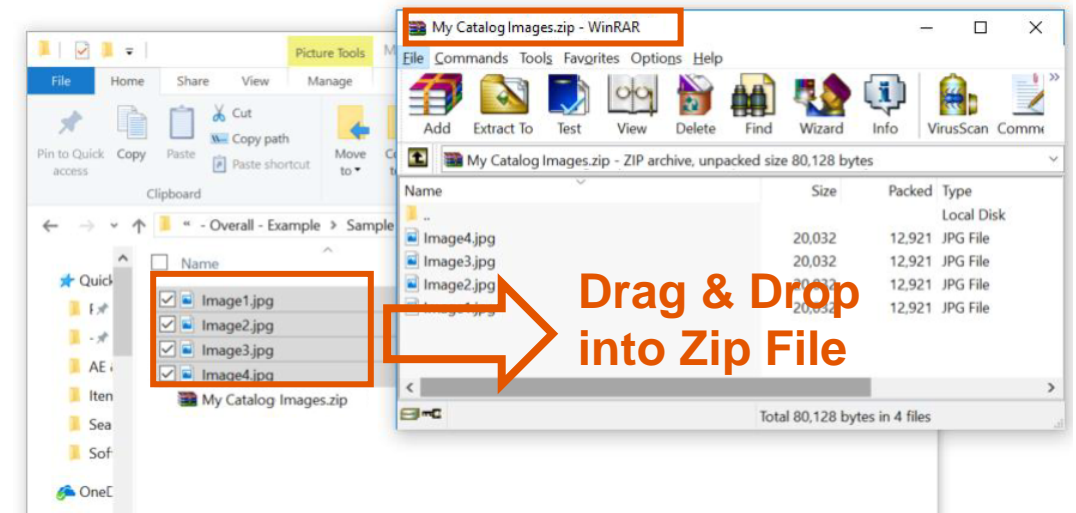 My Catalog Images.zip - WinRAR
File Commands Tools Favorites Options Help
Add Extract To Test View Delete Find Wizard Info VirusScan
My Catalog Images.zip - ZIP archive, unpacked size 80,128 bytes
Name Size Packed Type
.. Local Disk
Image4.jpg 20,032 12,921 JPG File
Image3.jpg 20,032 12,921 JPG File
Image2.jpg 20,032 12,921 JPG File
Image1.jpg 20,032 12,921 JPG File
Total 80,128 bytes in 4 files
Picture Tools
File Home Share View Manage
Pin to Quick access
Copy
Paste
Cut
Copy path
Paste shortcut
Move to
Clipboard
« - Overall - Example > Sample
Name
Quick
Image1.jpg
Image2.jpg
Image3.jpg
Image4.jpg
My Catalog Images.zip
AE
Sea
Sof
Drag & Drop
into Zip File